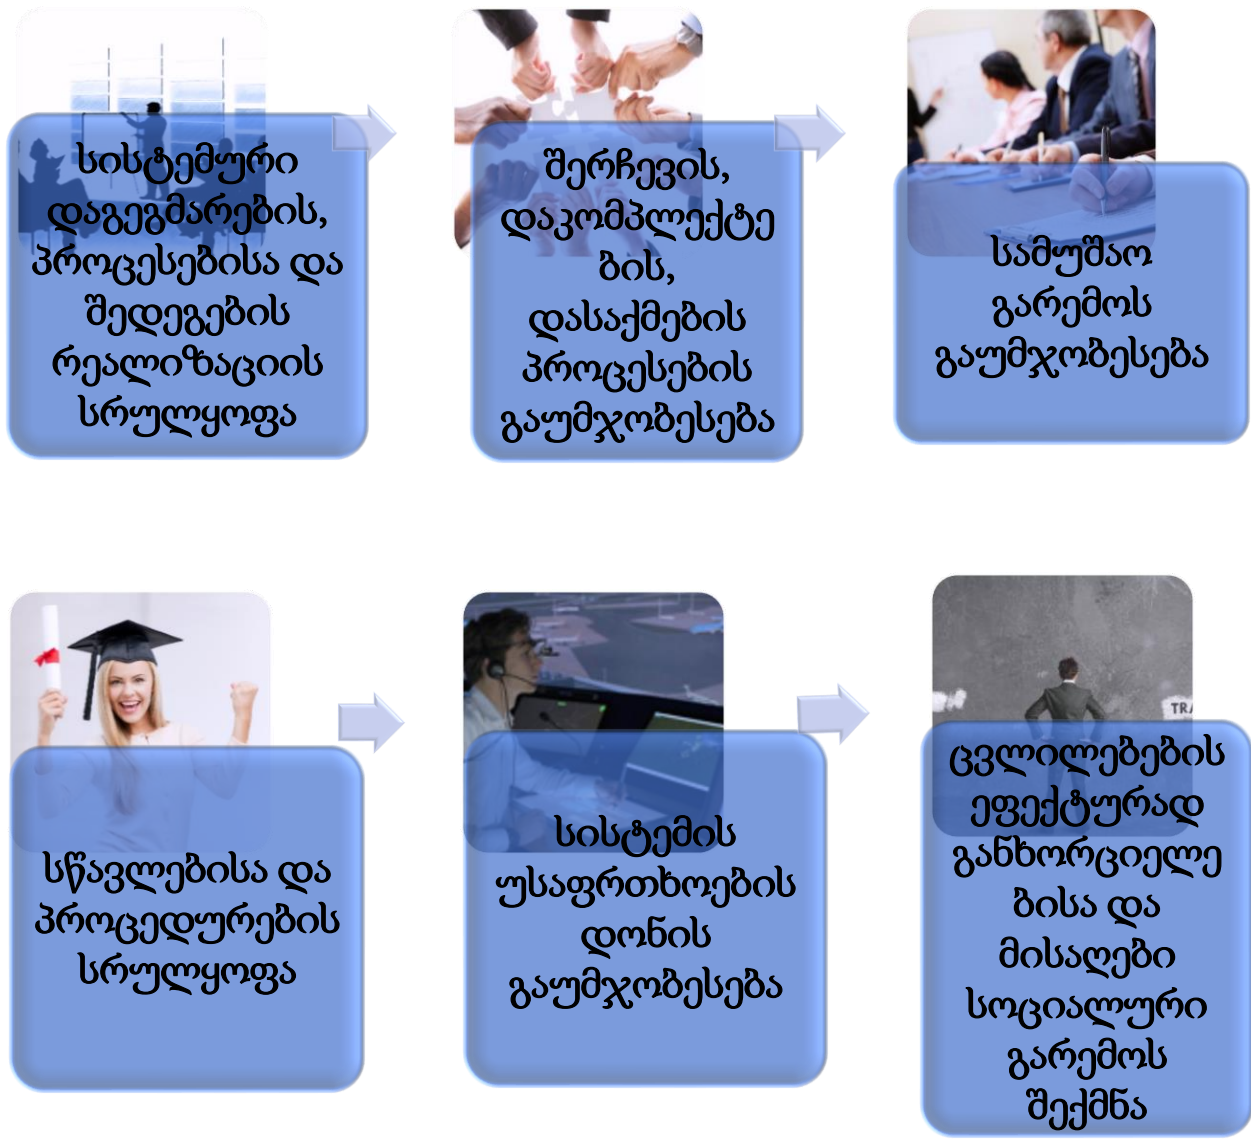 სისტემური
დაგეგმარების,
პროცესებისა და
შედეგების
რეალიზაციის
სრულყოფა
შერჩევის,
დაკომპლექტე
ბის,
დასაქმების
პროცესების
გაუმჯობესება
სამუშაო
გარემოს
გაუმჯობესება
სწავლებისა და
პროცედურების
სრულყოფა
სისტემის
უსაფრთხოების
დონის
გაუმჯობესება
TRA
ცვლილებების
ეფექტურად
განხორციელე
ბისა და
მისაღები
სოციალური
გარემოს
შექმნა